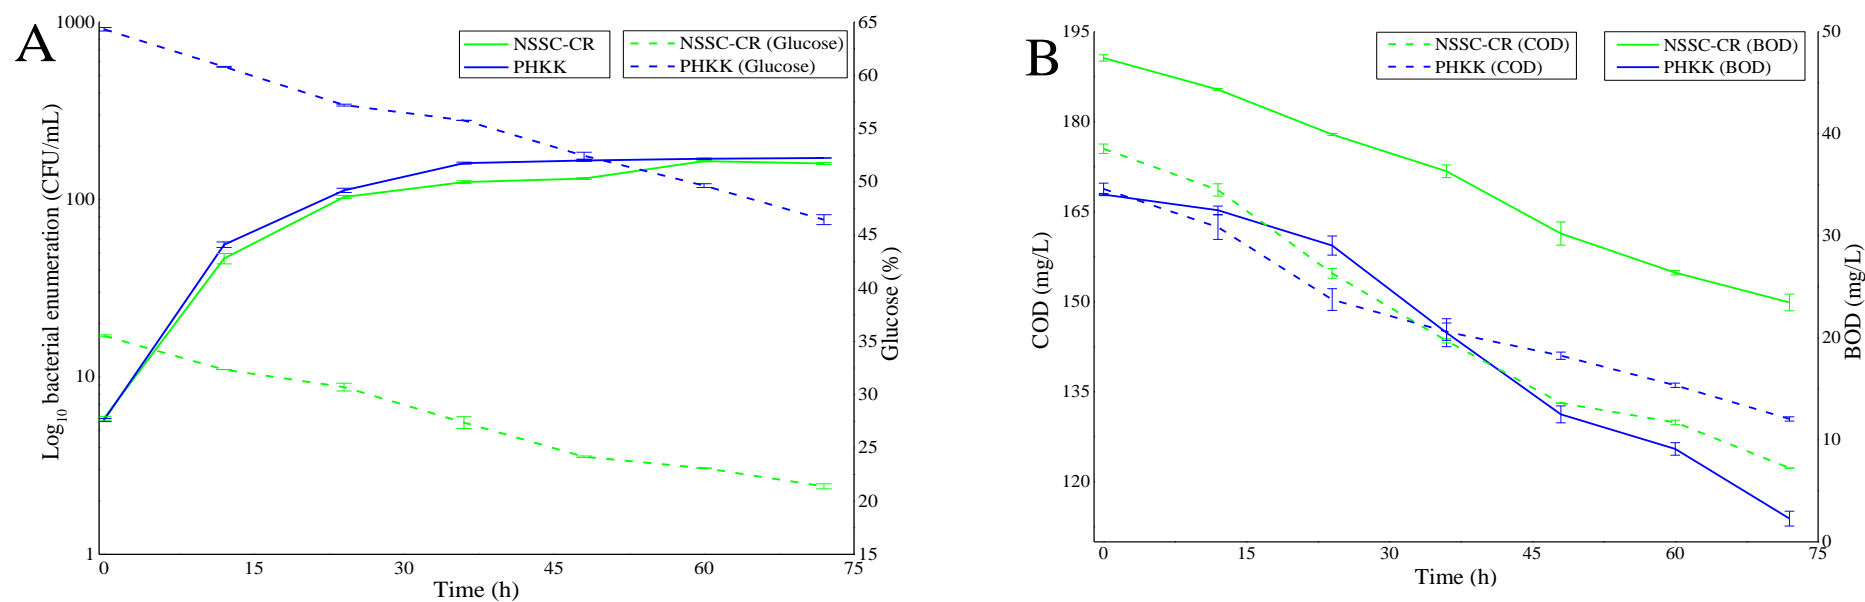 A
1000
100
10
1
Log10 bacterial enumeration (CFU/mL)
NSSC-CR
PHKK
NSSC-CR (Glucose)
PHKK (Glucose)
65
60
55
50
45
40
35
30
25
20
15
Glucose (%)
0 15 30 45 60 75
Time (h)
B
195
180
165
150
135
120
COD (mg/L)
NSSC-CR (COD)
PHKK (COD)
NSSC-CR (BOD)
PHKK (BOD)
50
40
30
20
10
0
BOD (mg/L)
0 15 30 45 60 75
Time (h)